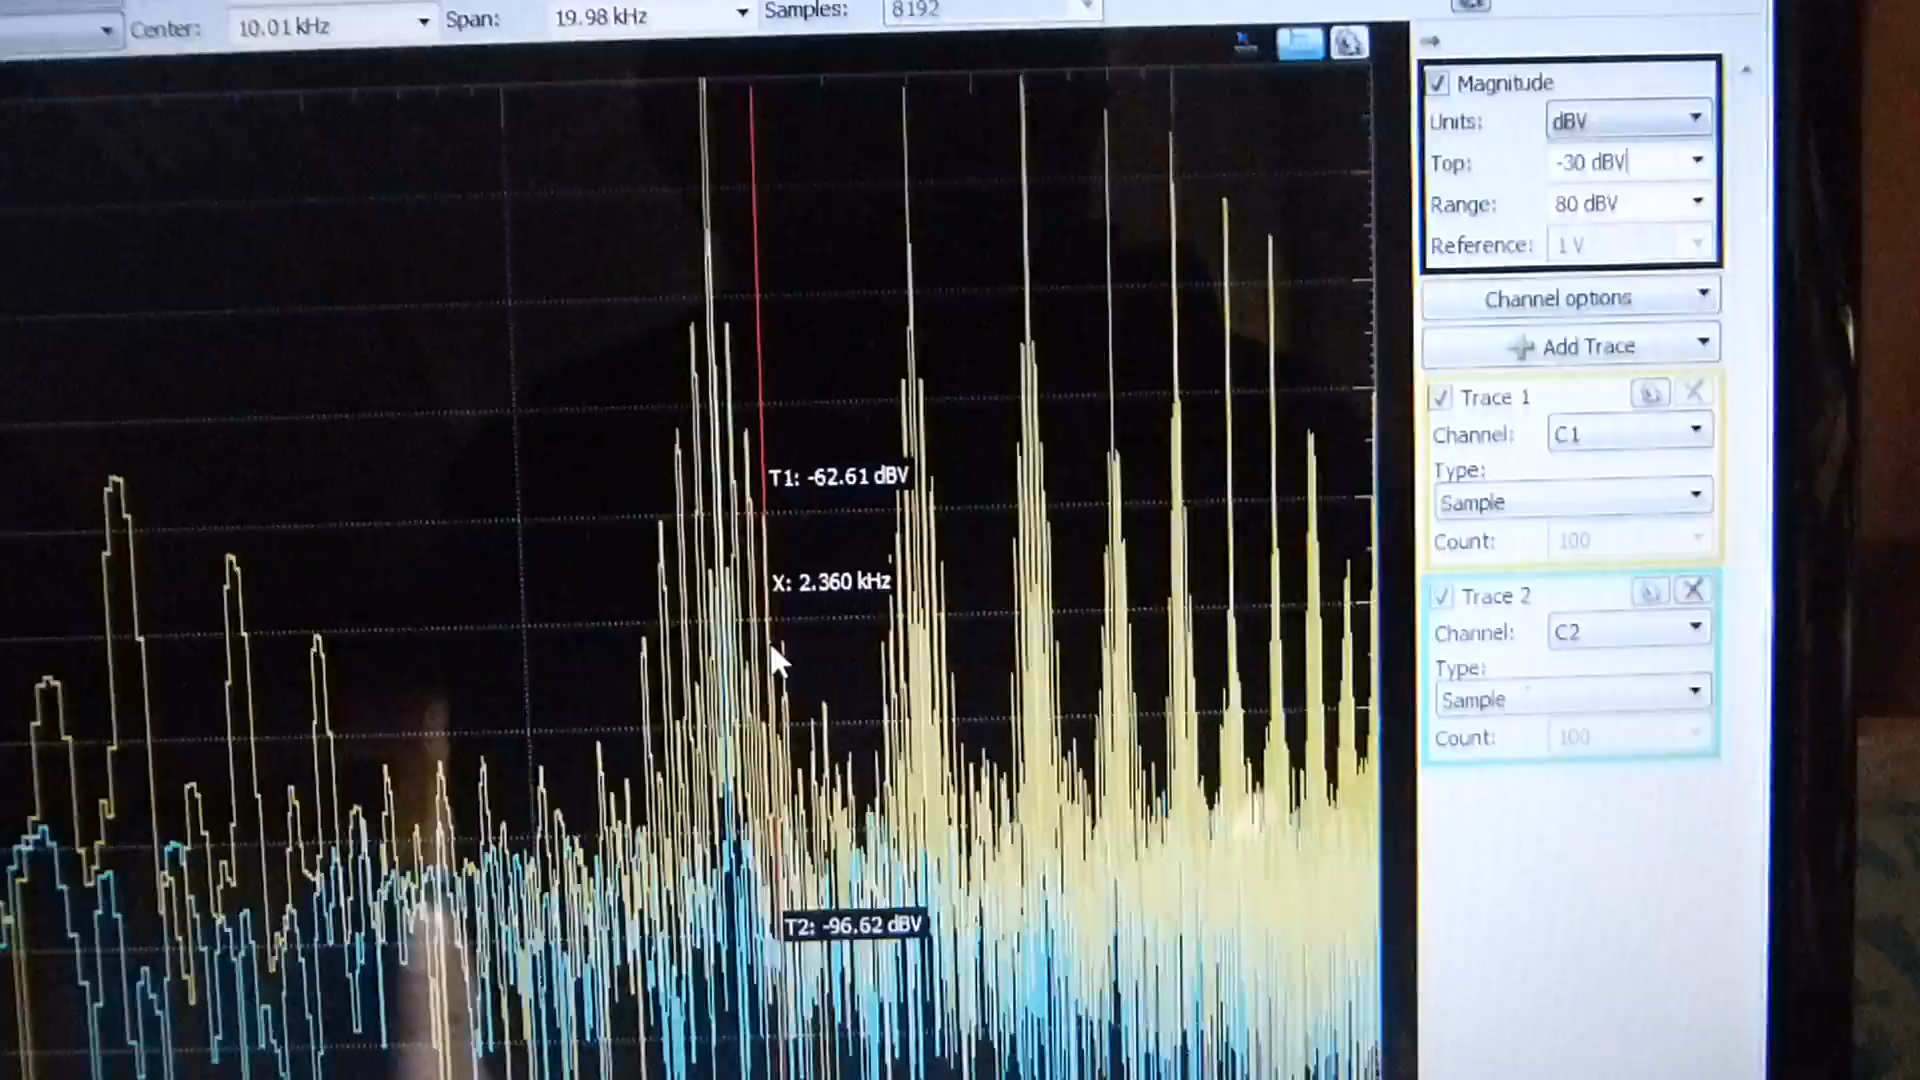 Center: 10.01 kHz Span: 19.98 kHz Samples: 8192
Magnitude
Units: dBV
Top: -30 dBV
Range: 80 dBV
Reference: 1 V
Channel options
Add Trace
Trace 1
Channel: C1
Type:
Sample
Count: 100
Trace 2
Channel: C2
Type:
Sample
Count: 100
T1: -62.61 dBV
X: 2.360 kHz
T2: -96.62 dBV